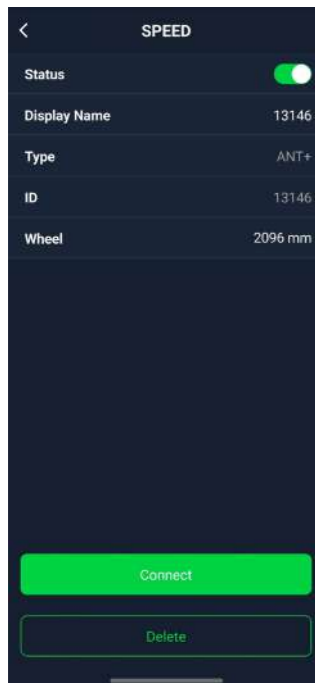 SPEED
Status
Display Name 13146
Type ANT+
ID 13146
Wheel 2096 mm
Connect
Delete